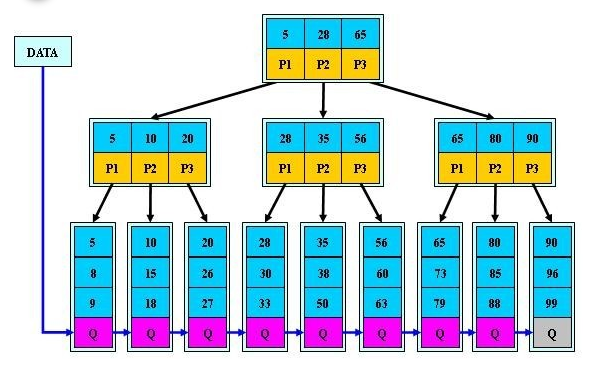 5 28 65
DATA
P1 P2 P3
5 10 20 28 35 56 65 80 90
P1 P2 P3 P1 P2 P3 P1 P2 P3
5 10 20 28 35 56 65 80 90
8 15 26 30 38 60 73 85 96
9 18 27 33 50 63 79 88 99
Q Q Q Q Q Q Q Q Q